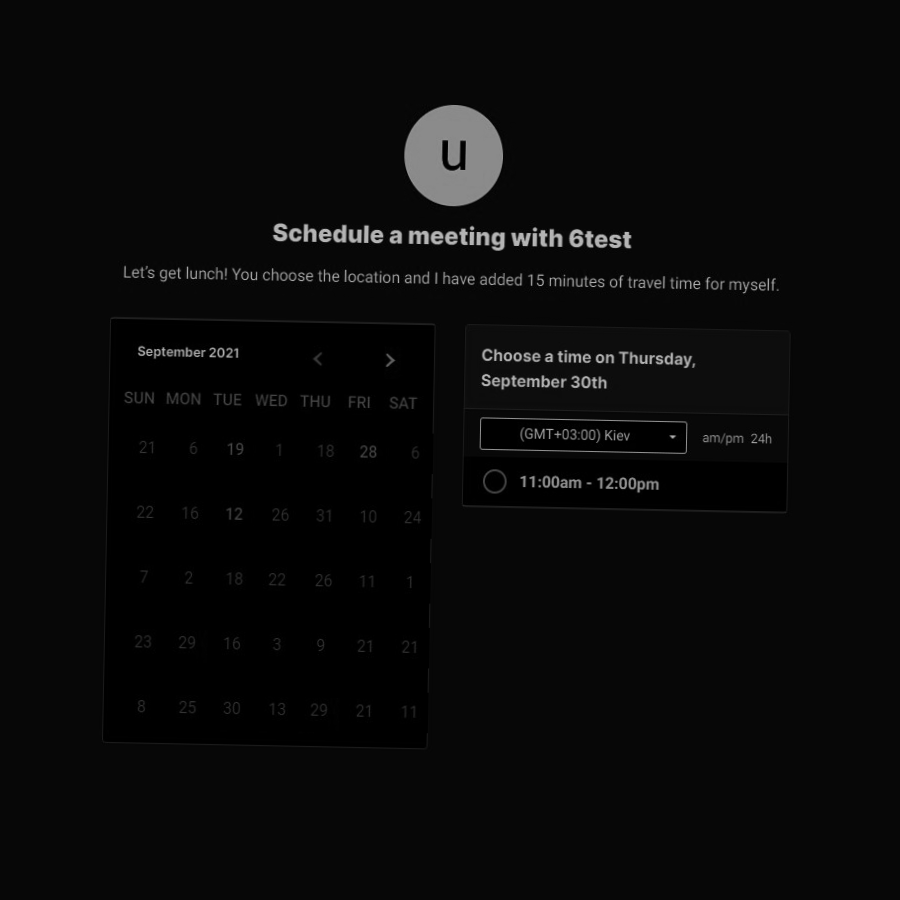 u
Schedule a meeting with 6test
Let's get lunch! You choose the location and I have added 15 minutes of travel time for myself.
September 2021
SUN MON TUE WED THU FRI SAT
21 6 19 1 18 28 6
22 16 12 26 31 10 24
7 2 18 22 26 11 1
23 29 16 3 9 21 21
8 25 30 13 29 21 11
Choose a time on Thursday,
September 30th
(GMT+03:00) Kiev am/pm 24h
11:00am - 12:00pm